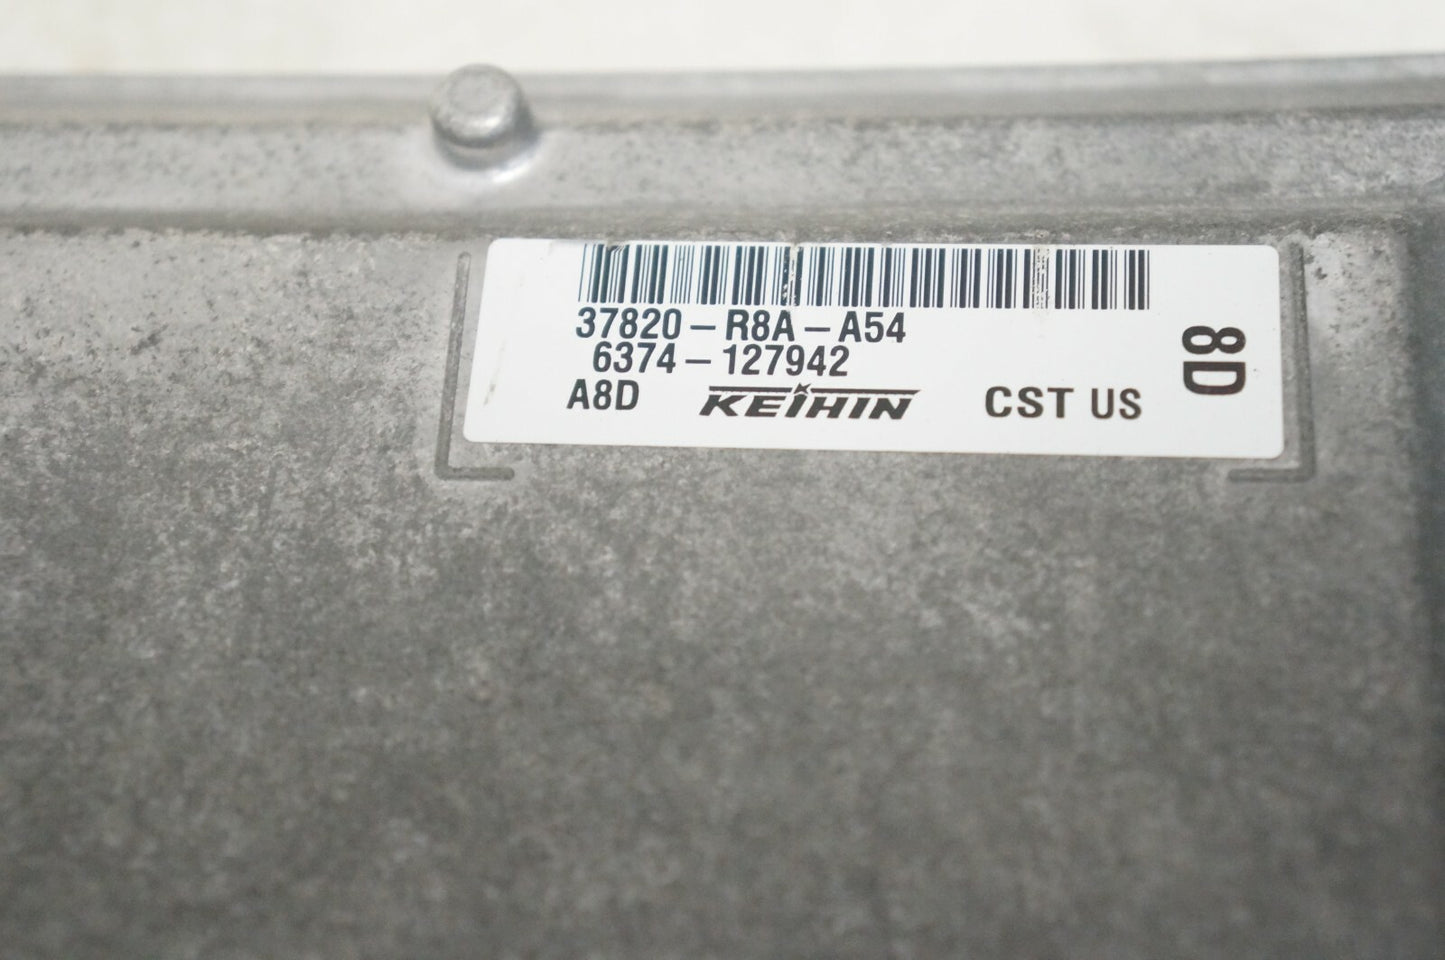 37820-R8A-A54
6374-127942
A8D KEIHIN CST US
8D